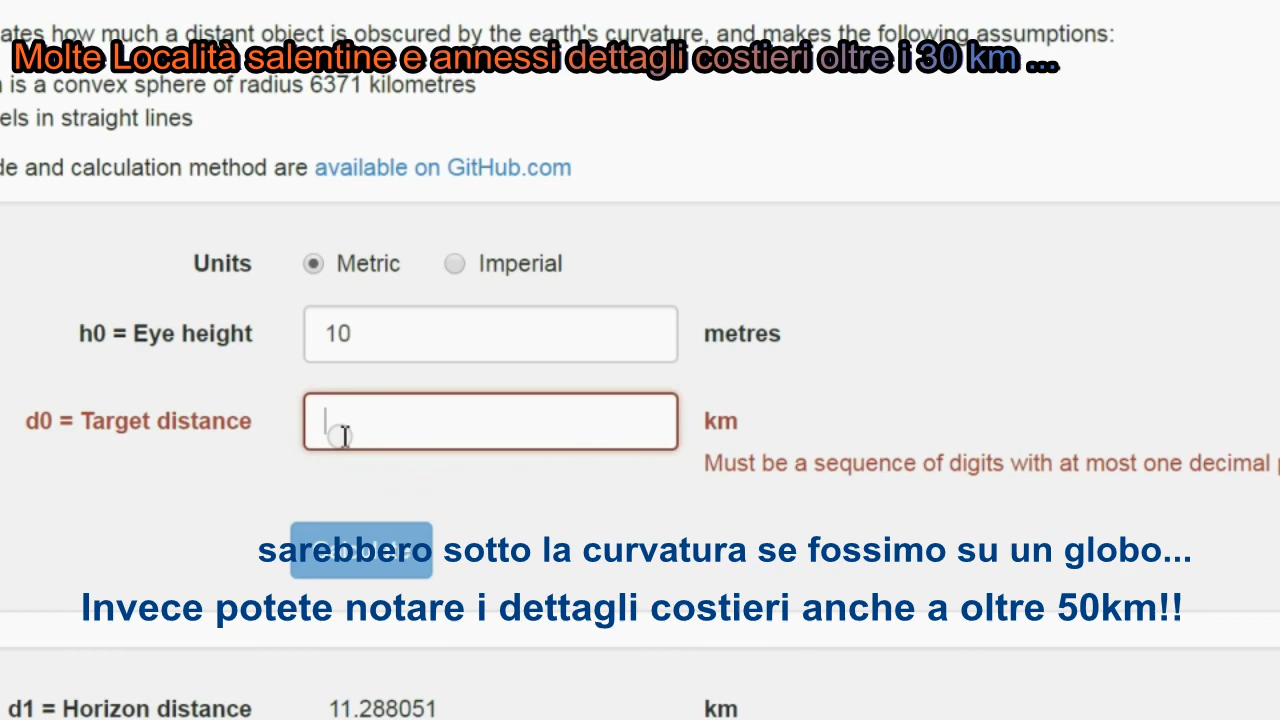 ates how much a distant object is obscured by the earth's curvature, and makes the following assumptions:
Molte Località salentine e annessi dettagli costieri oltre i 30 km ...
is a convex sphere of radius 6371 kilometres
els in straight lines
de and calculation method are available on GitHub.com
Units Metric Imperial
h0 = Eye height 10 metres
d0 = Target distance km
Must be a sequence of digits with at most one decimal
sarebbero sotto la curvatura se fossimo su un globo...
Invece potete notare i dettagli costieri anche a oltre 50km!!
d1 = Horizon distance 11.288051 km